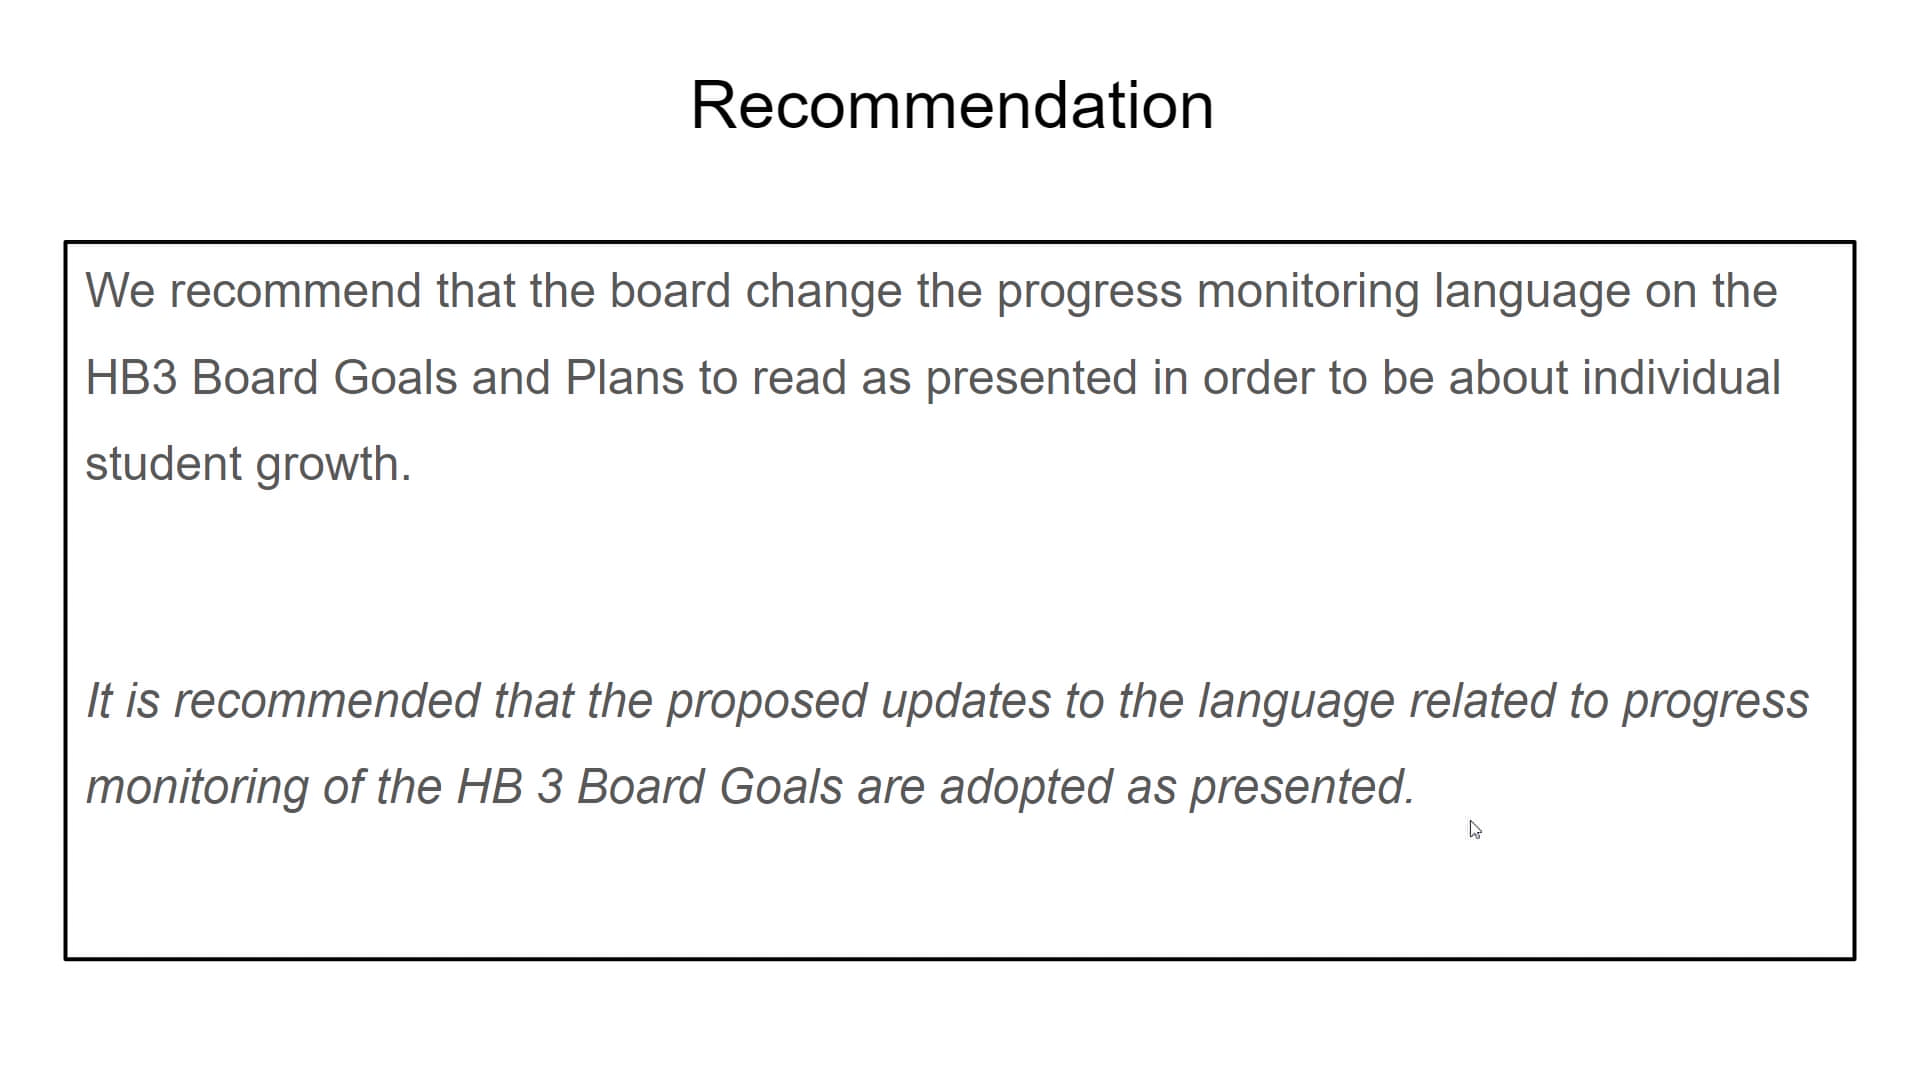 Recommendation
We recommend that the board change the progress monitoring language on the
HB3 Board Goals and Plans to read as presented in order to be about individual
student growth.
It is recommended that the proposed updates to the language related to progress
monitoring of the HB 3 Board Goals are adopted as presented.